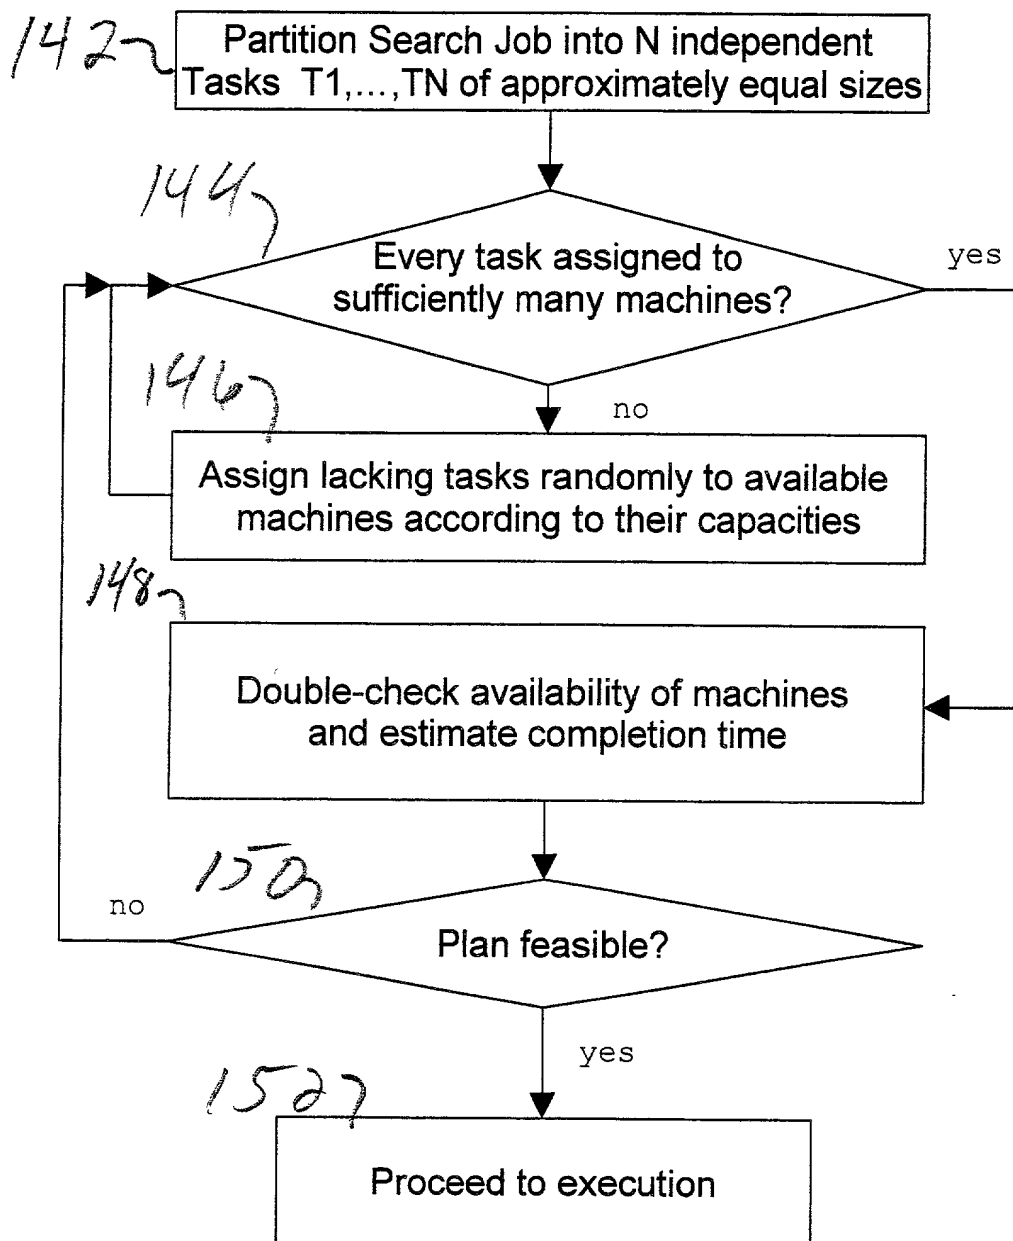 142
Partition Search Job into N independent
Tasks T1,...,TN of approximately equal sizes
144
Every task assigned to
sufficiently many machines?
yes
no
146
Assign lacking tasks randomly to available
machines according to their capacities
148
Double-check availability of machines
and estimate completion time
150
Plan feasible?
no
yes
152
Proceed to execution